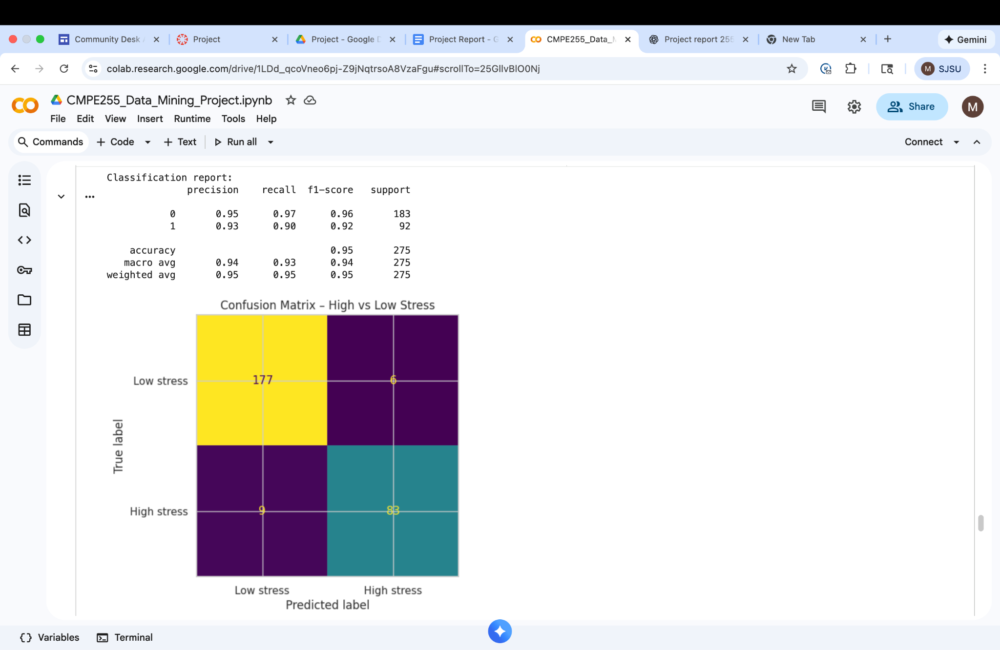 Community Desk
Project
Project - Google D
Project Report - G
CMPE255_Data_
Project report 255
New Tab
Gemini
colab.research.google.com/drive/1LDd_qcoVneo6pj-Z9jNqtrsoA8VzaFgu#scrollTo=25GllvBlO0Nj
M
SJSU
CMPE255_Data_Mining_Project.ipynb
File Edit View Insert Runtime Tools Help
Share
M
Commands + Code + Text Run all
Connect
Classification report:
precision recall f1-score support
0 0.95 0.97 0.96 183
1 0.93 0.90 0.92 92
accuracy 0.95 275
macro avg 0.94 0.93 0.94 275
weighted avg 0.95 0.95 0.95 275
Confusion Matrix – High vs Low Stress
Low stress
177
6
True label
High stress
9
83
Low stress
High stress
Predicted label
Variables
Terminal